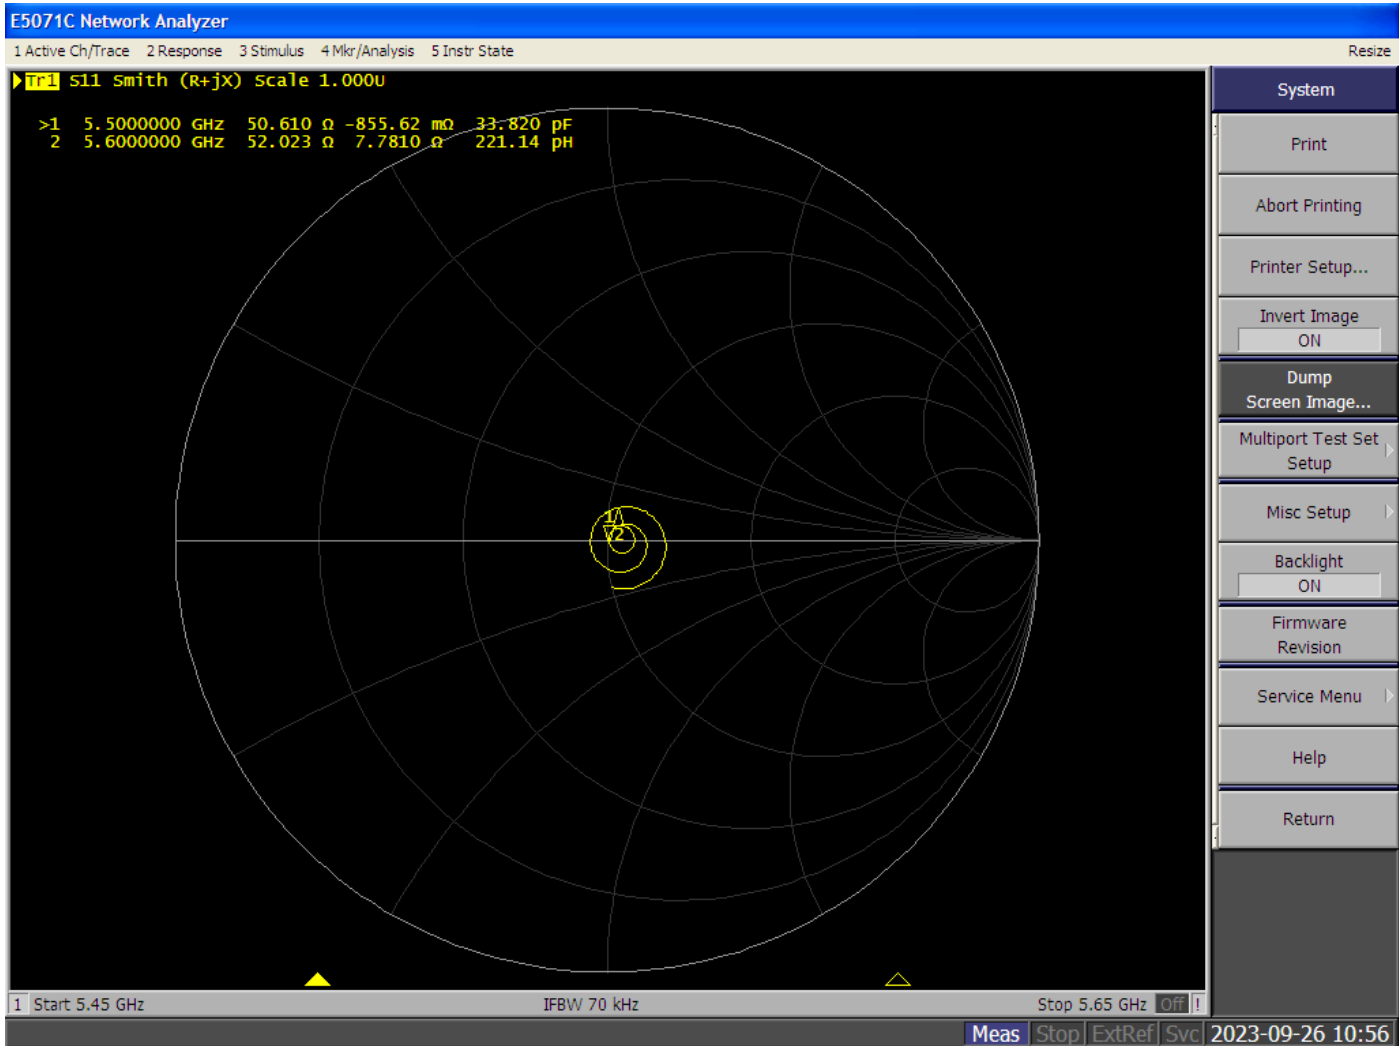 E5071C Network Analyzer
1 Active Ch/Trace 2 Response 3 Stimulus 4 Mkr/Analysis 5 Instr State Resize
Tr1 S11 Smith (R+jX) Scale 1.000U
>1 5.5000000 GHz 50.610 Ω -855.62 mΩ 33.820 pF
2 5.6000000 GHz 52.023 Ω 7.7810 Ω 221.14 pH
1
2
System
Print
Abort Printing
Printer Setup...
Invert Image
ON
Dump
Screen Image...
Multiport Test Set
Setup
Misc Setup
Backlight
ON
Firmware
Revision
Service Menu
Help
Return
1 Start 5.45 GHz IFBW 70 kHz Stop 5.65 GHz Off !
Meas Stop ExtRef Svc 2023-09-26 10:56